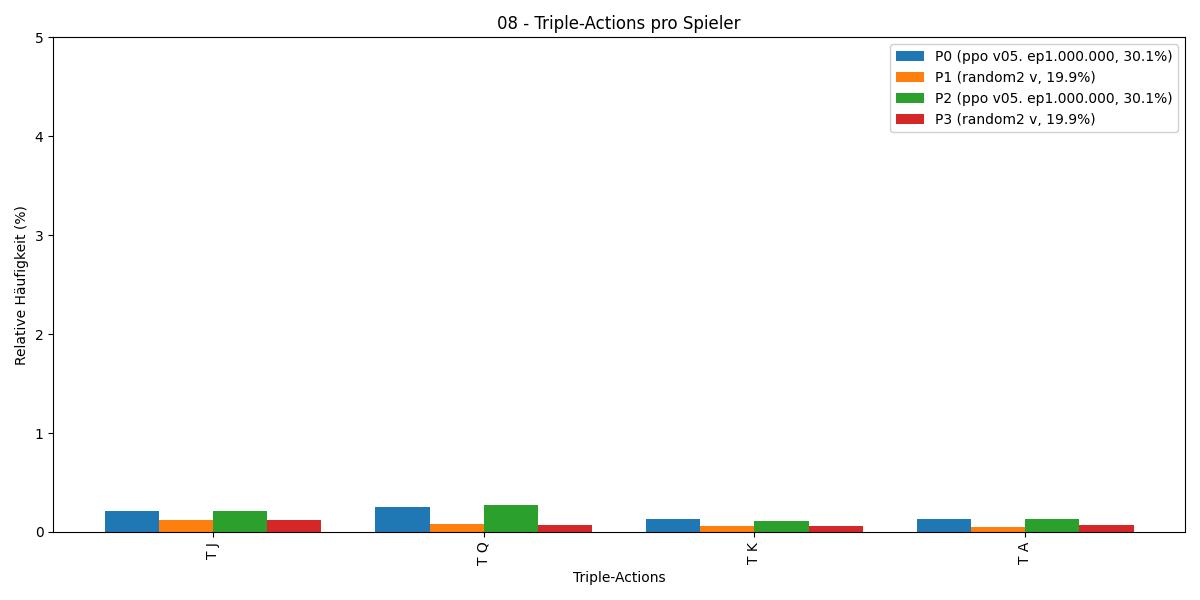 08 - Triple-Actions pro Spieler
5
4
3
2
1
0
Relative Häufigkeit (%)
P0 (ppo v05. ep1.000.000, 30.1%)
P1 (random2 v, 19.9%)
P2 (ppo v05. ep1.000.000, 30.1%)
P3 (random2 v, 19.9%)
T J
T Q
T K
T A
Triple-Actions